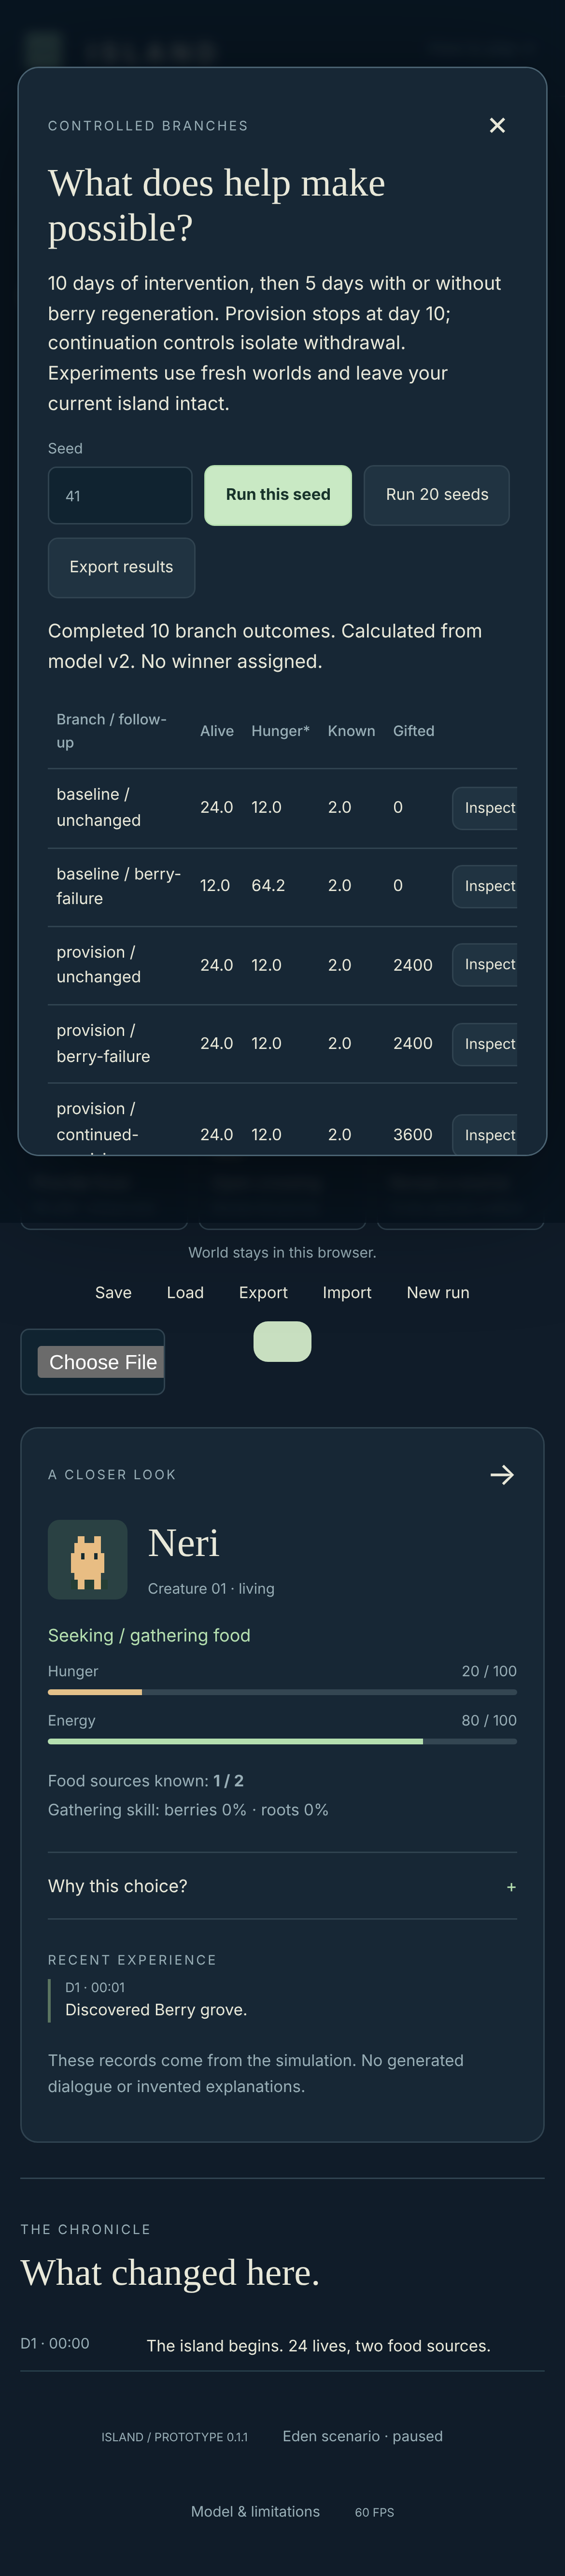 ISLAND
CONTROLLED BRANCHES
×
What does help make
possible?
10 days of intervention, then 5 days with or without
berry regeneration. Provision stops at day 10;
continuation controls isolate withdrawal.
Experiments use fresh worlds and leave your
current island intact.
Seed
41
Run this seed
Run 20 seeds
Export results
Completed 10 branch outcomes. Calculated from
model v2. No winner assigned.
Branch / follow-
up
Alive Hunger* Known Gifted
baseline /
unchanged
24.0 12.0 2.0 0 Inspect
baseline / berry-
failure
12.0 64.2 2.0 0 Inspect
provision /
unchanged
24.0 12.0 2.0 2400 Inspect
provision /
berry-failure
24.0 12.0 2.0 2400 Inspect
provision /
continued-
24.0 12.0 2.0 3600 Inspect
World stays in this browser.
Save Load Export Import New run
Choose File
A CLOSER LOOK
→
Neri
Creature 01 · living
Seeking / gathering food
Hunger 20 / 100
Energy 80 / 100
Food sources known: 1 / 2
Gathering skill: berries 0% · roots 0%
Why this choice? +
RECENT EXPERIENCE
D1 · 00:01
Discovered Berry grove.
These records come from the simulation. No generated
dialogue or invented explanations.
THE CHRONICLE
What changed here.
D1 · 00:00 The island begins. 24 lives, two food sources.
ISLAND / PROTOTYPE 0.1.1 Eden scenario · paused
Model & limitations 60 FPS